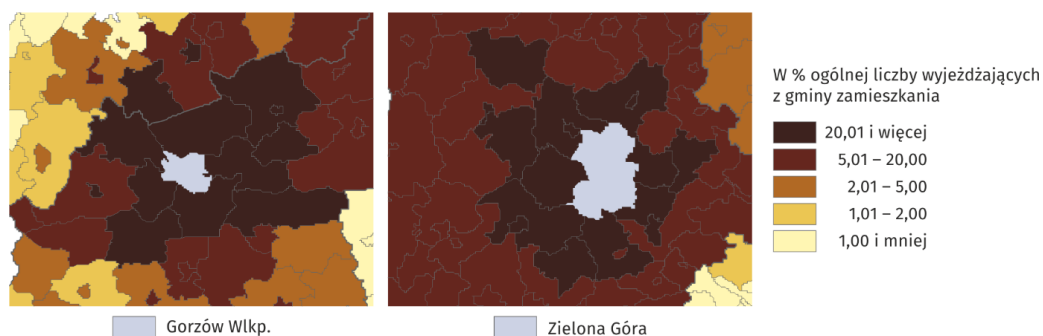 W % ogólnej liczby wyjeżdżających
z gminy zamieszkania
20,01 i więcej
5,01 – 20,00
2,01 – 5,00
1,01 – 2,00
1,00 i mniej
Gorzów Wlkp.
Zielona Góra